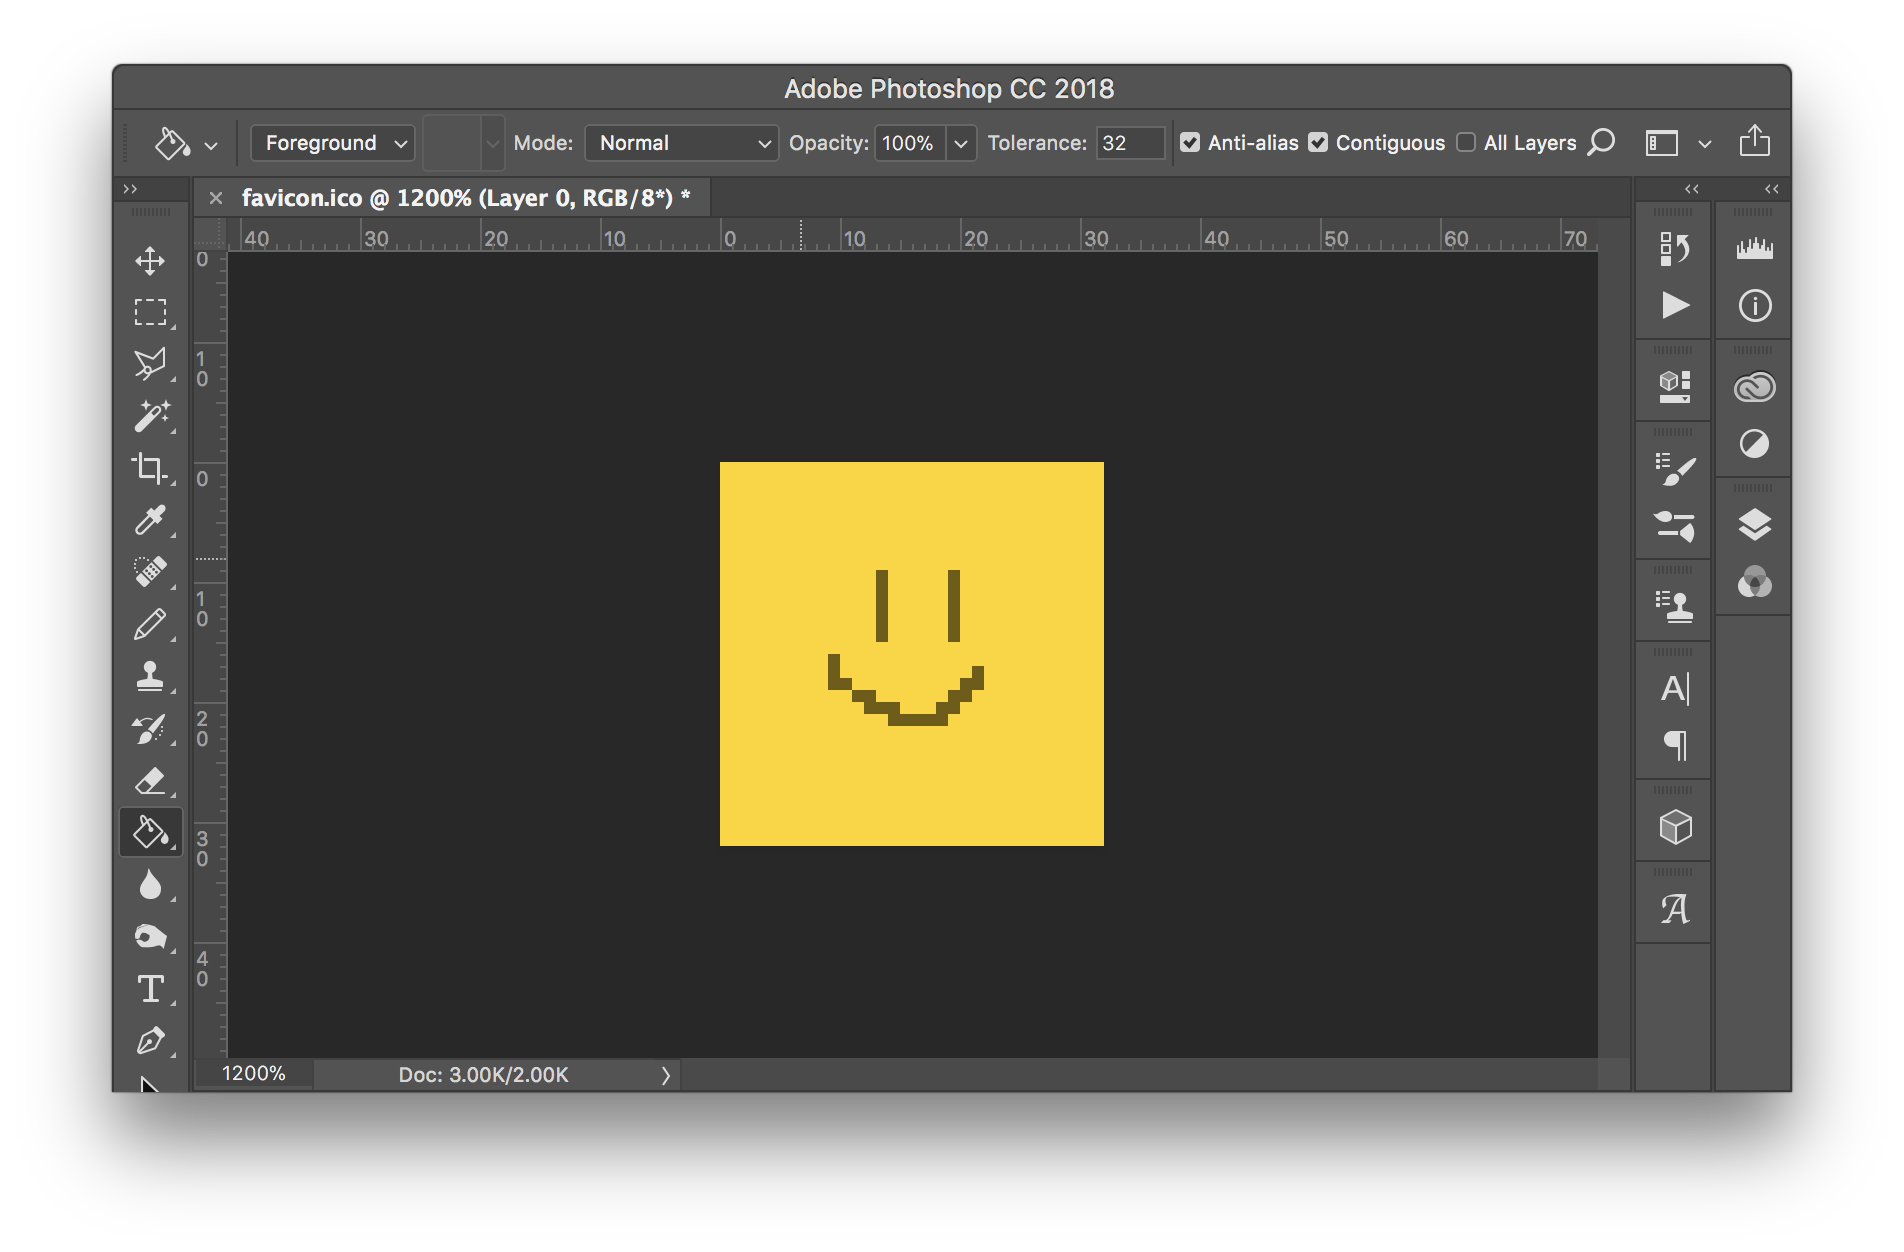 Adobe Photoshop CC 2018
Foreground Mode: Normal Opacity: 100% Tolerance: 32 Anti-alias Contiguous All Layers
favicon.ico @ 1200% (Layer 0, RGB/8*) *
40 30 20 10 0 10 20 30 40 50 60 70
0
10
0
10
20
30
40
T
A
¶
A
1200% Doc: 3.00K/2.00K